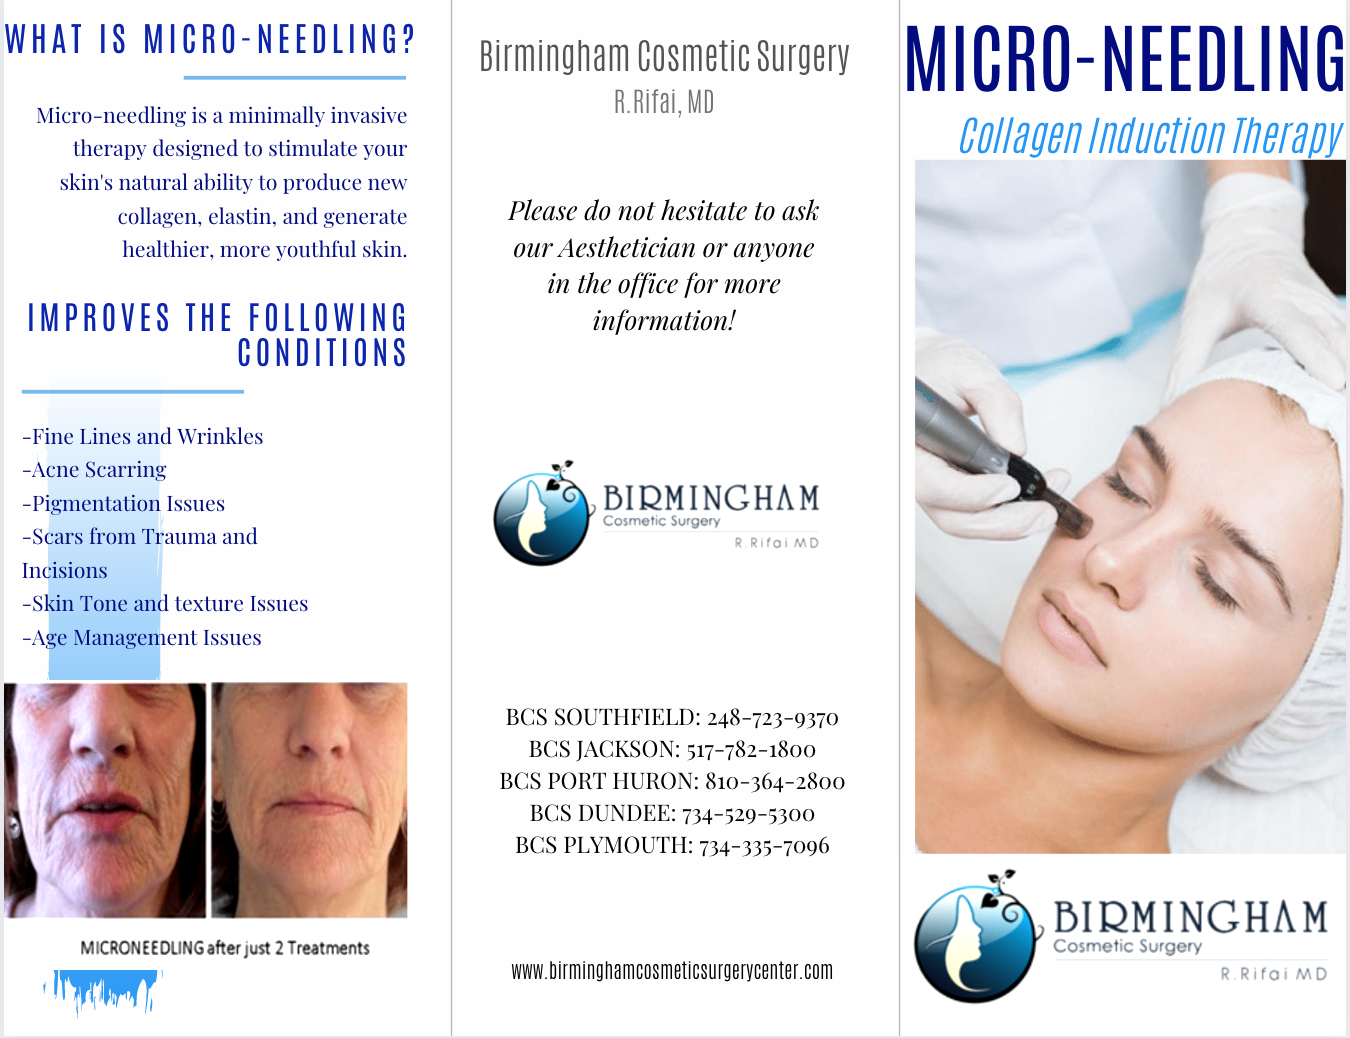 WHAT IS MICRO-NEEDLING?
Micro-needling is a minimally invasive
therapy designed to stimulate your
skin's natural ability to produce new
collagen, elastin, and generate
healthier, more youthful skin.
IMPROVES THE FOLLOWING
CONDITIONS
-Fine Lines and Wrinkles
-Acne Scarring
-Pigmentation Issues
-Scars from Trauma and
Incisions
-Skin Tone and texture Issues
-Age Management Issues
MICRONEEDLING after just 2 Treatments
Birmingham Cosmetic Surgery
R.Rifai, MD
Please do not hesitate to ask
our Aesthetician or anyone
in the office for more
information!
BIRMINGHAM
Cosmetic Surgery
R.Rifai MD
BCS SOUTHFIELD: 248-723-9370
BCS JACKSON: 517-782-1800
BCS PORT HURON: 810-364-2800
BCS DUNDEE: 734-529-5300
BCS PLYMOUTH: 734-335-7096
www.birminghamcosmeticsurgerycenter.com
MICRO-NEEDLING
Collagen Induction Therapy
BIRMINGHAM
Cosmetic Surgery
R.Rifai MD